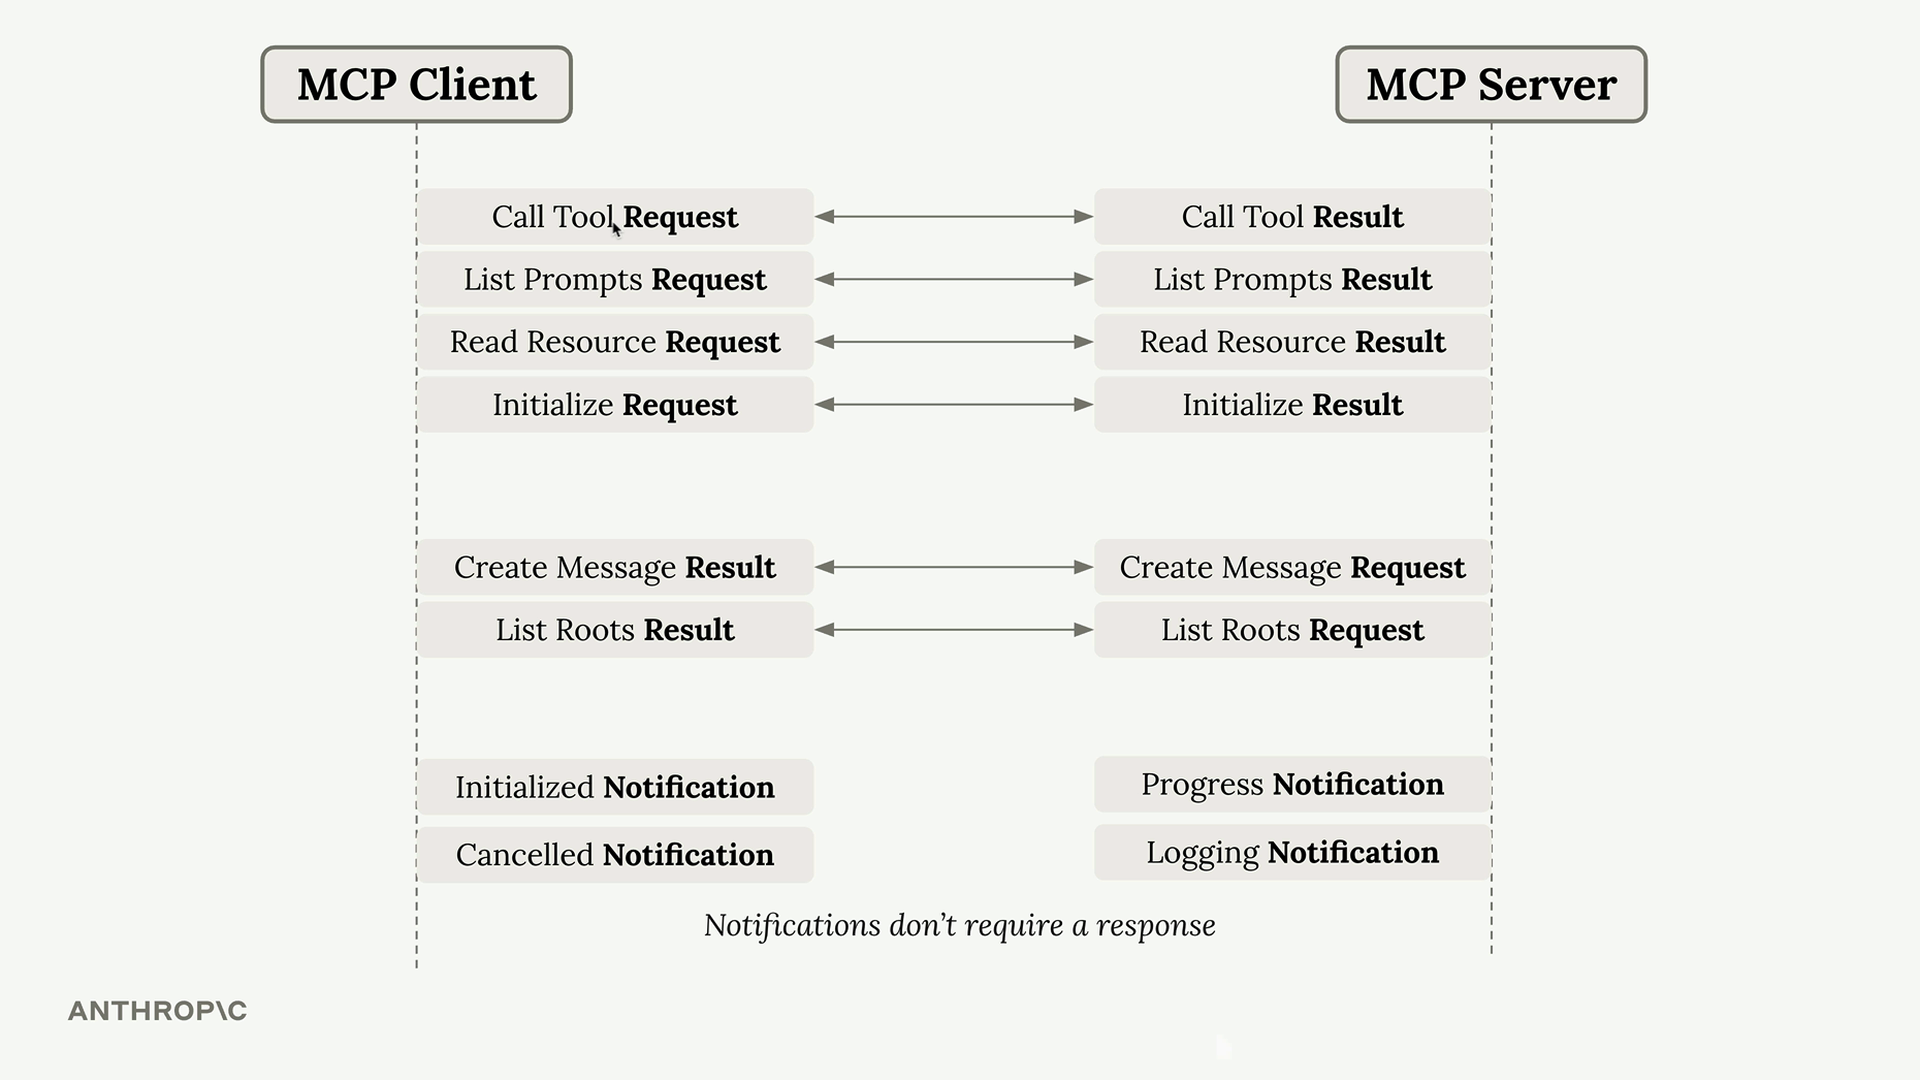 MCP Client
MCP Server
Call Tool Request
Call Tool Result
List Prompts Request
List Prompts Result
Read Resource Request
Read Resource Result
Initialize Request
Initialize Result
Create Message Result
Create Message Request
List Roots Result
List Roots Request
Initialized Notification
Progress Notification
Cancelled Notification
Logging Notification
Notifications don’t require a response
ANTHROP\C